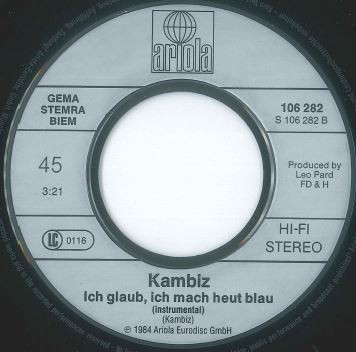 ariola
GEMA
STEMRA
BIEM
45
3:21
LC 0116
106 282
S 106 282 B
Produced by
Leo Pard
FD & H
HI-FI
STEREO
Kambiz
Ich glaub, ich mach heut blau
(instrumental)
(Kambiz)
℗ 1984 Ariola Eurodisc GmbH